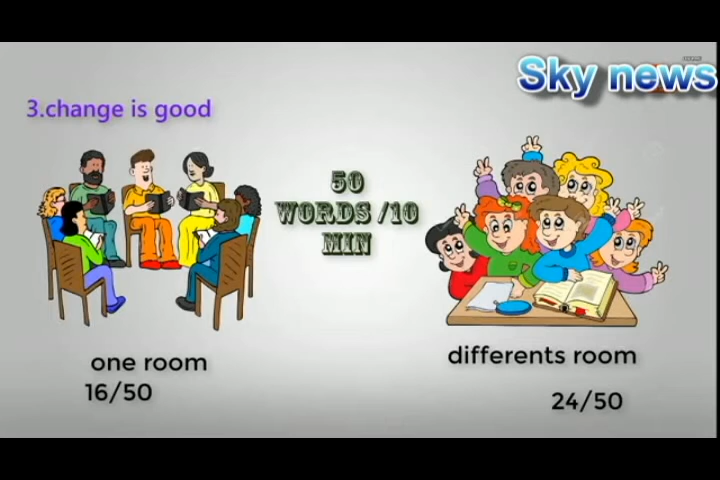 Sky news
3.change is good
50
WORDS /10
MIN
one room
16/50
differents room
24/50